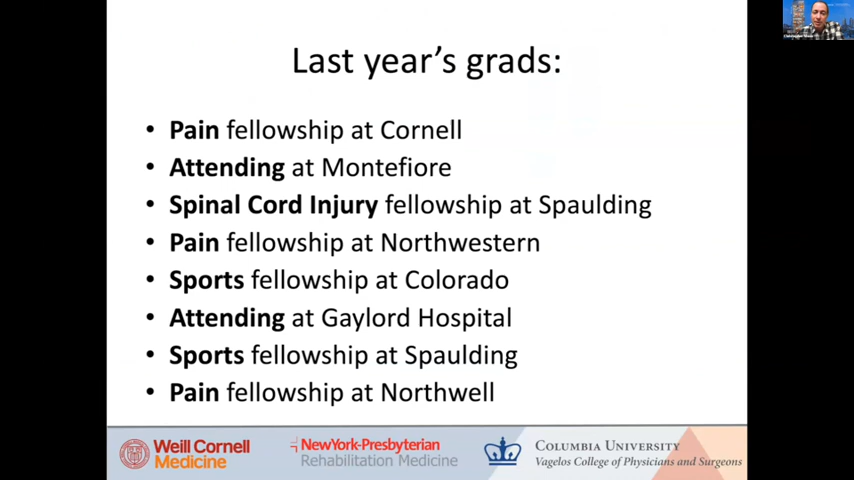 Last year's grads:
• Pain fellowship at Cornell
• Attending at Montefiore
• Spinal Cord Injury fellowship at Spaulding
• Pain fellowship at Northwestern
• Sports fellowship at Colorado
• Attending at Gaylord Hospital
• Sports fellowship at Spaulding
• Pain fellowship at Northwell
Weill Cornell
Medicine
NewYork-Presbyterian
Rehabilitation Medicine
COLUMBIA UNIVERSITY
Vagelos College of Physicians and Surgeons